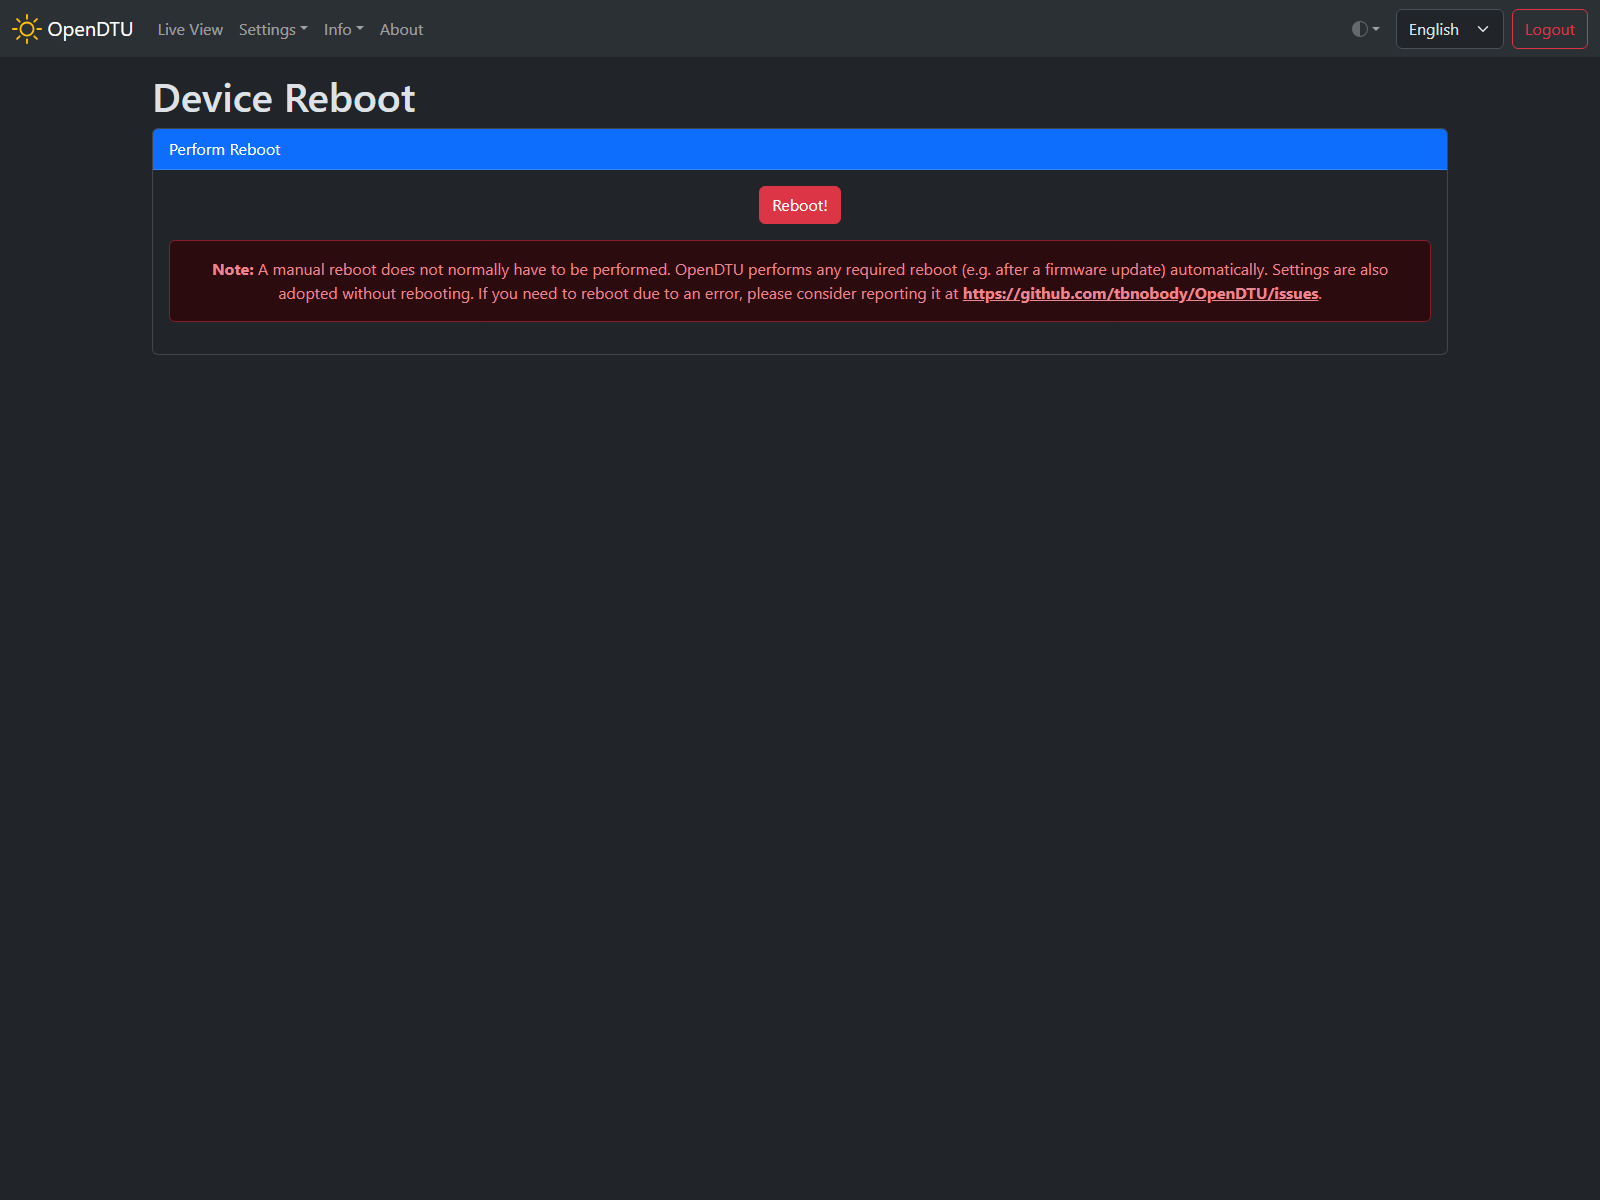 OpenDTU Live View Settings Info About English Logout
Device Reboot
Perform Reboot
Reboot!
Note: A manual reboot does not normally have to be performed. OpenDTU performs any required reboot (e.g. after a firmware update) automatically. Settings are also
adopted without rebooting. If you need to reboot due to an error, please consider reporting it at https://github.com/tbnobody/OpenDTU/issues.